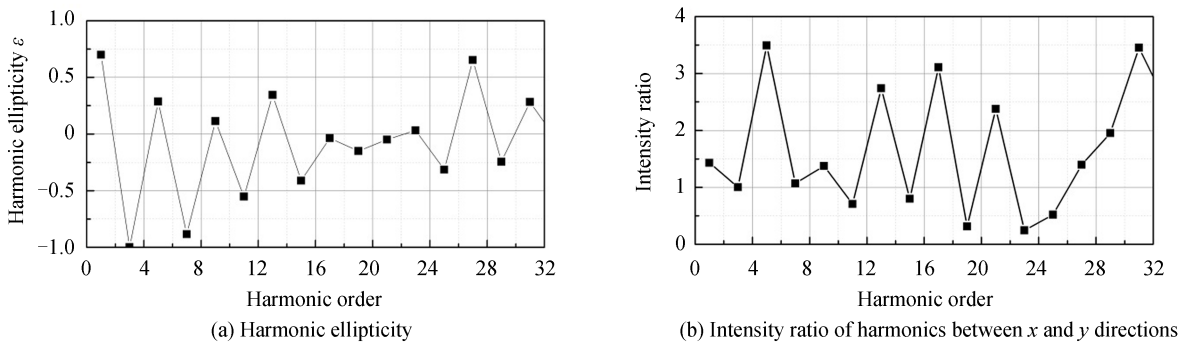 1.0
0.5
0
−0.5
−1.0
Harmonic ellipticity ε
0 4 8 12 16 20 24 28 32
Harmonic order
(a) Harmonic ellipticity
4
3
2
1
0
Intensity ratio
0 4 8 12 16 20 24 28 32
Harmonic order
(b) Intensity ratio of harmonics between x and y directions